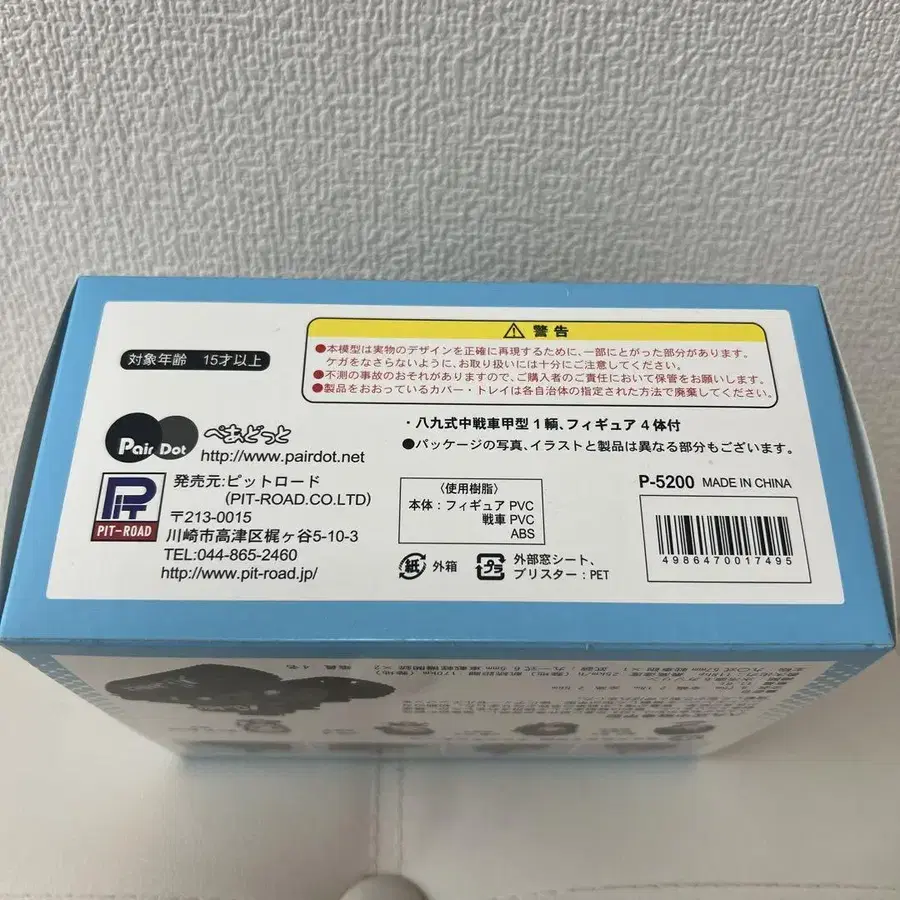 対象年齢 15才以上
警告
●本模型は実物のデザインを正確に再現するために、一部にとがった部分があります。
ケガをなさらないように、お取り扱いには十分にご注意してください。
●不測の事故のおそれがありますので、ご購入者のご責任において保管をお願いします。
●製品をおおっているカバー・トレイは各自治体の指定された方法で廃棄してください。
Pair Dot
ぺあどっと
http://www.pairdot.net
・八九式中戦車甲型1輌、フィギュア4体付
●パッケージの写真、イラストと製品は異なる部分もございます。
PIT
PIT-ROAD
発売元:ピットロード
(PIT-ROAD.CO.LTD)
〒213-0015
川崎市高津区梶ヶ谷5-10-3
TEL:044-865-2460
http://www.pit-road.jp/
〈使用樹脂〉
本体:フィギュア PVC
戦車 PVC
ABS
紙 外箱
プラ 外部窓シート、
ブリスター:PET
P-5200 MADE IN CHINA
4986470017495